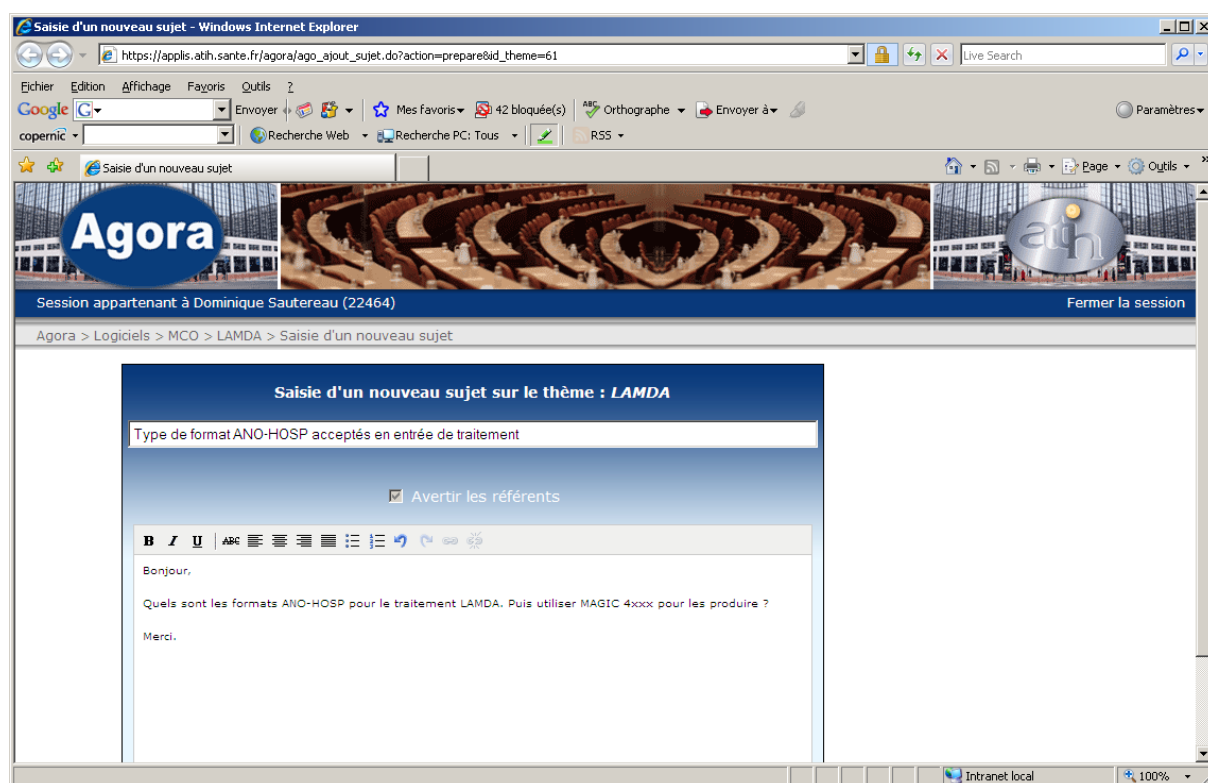 Saisie d'un nouveau sujet - Windows Internet Explorer
https://applis.atih.sante.fr/agora/ago_ajout_sujet.do?action=prepare&id_theme=61
Live Search
Fichier Edition Affichage Favoris Outils ?
Google G Envoyer Mes favoris 42 bloquée(s) ABC Orthographe Envoyer à Paramètres
copernic Recherche Web Recherche PC: Tous RSS
Saisie d'un nouveau sujet Page Outils »
Agora
atih
Session appartenant à Dominique Sautereau (22464) Fermer la session
Agora > Logiciels > MCO > LAMDA > Saisie d'un nouveau sujet
Saisie d'un nouveau sujet sur le thème : LAMDA
Type de format ANO-HOSP acceptés en entrée de traitement
Avertir les référents
B I U ABC
Bonjour,
Quels sont les formats ANO-HOSP pour le traitement LAMDA. Puis utiliser MAGIC 4xxx pour les produire ?
Merci.
Intranet local 100%